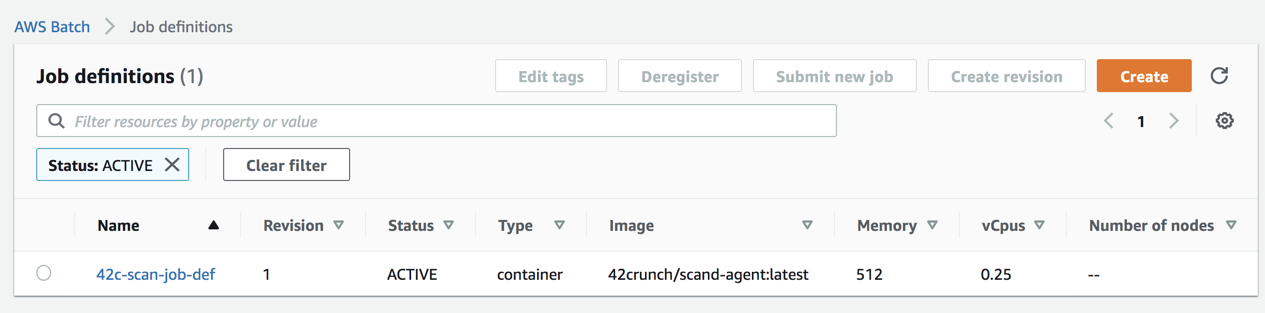 AWS Batch > Job definitions
Job definitions (1) Edit tags Deregister Submit new job Create revision Create
Filter resources by property or value 1
Status: ACTIVE Clear filter
Name Revision Status Type Image Memory vCpus Number of nodes
42c-scan-job-def 1 ACTIVE container 42crunch/scand-agent:latest 512 0.25 --